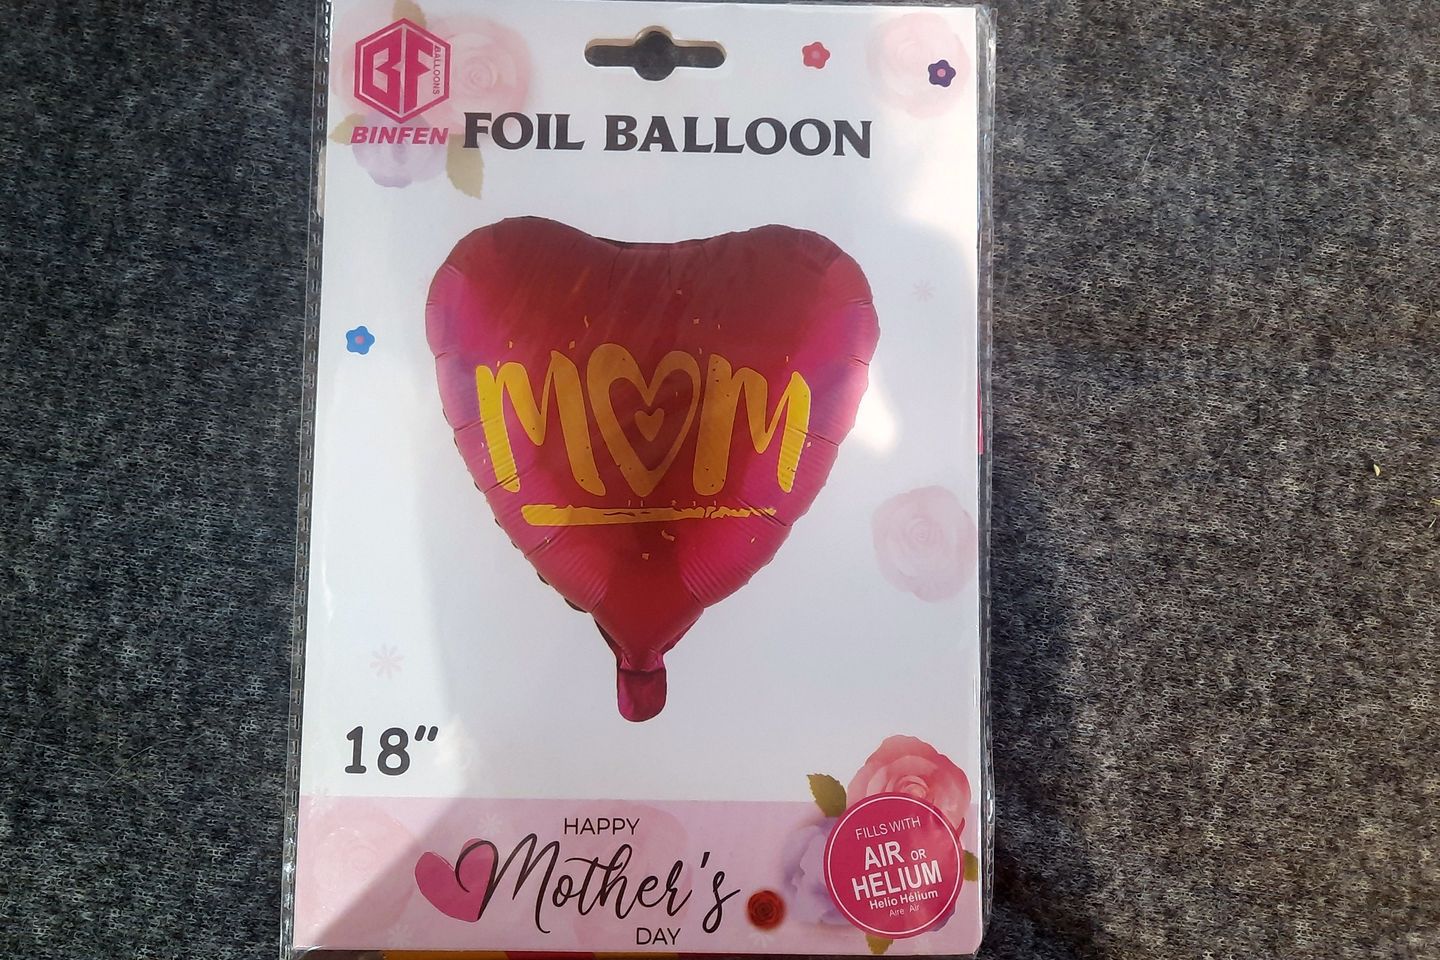 BF
BALLOONS
BINFEN
FOIL BALLOON
MOM
18"
HAPPY
Mother's
DAY
FILLS WITH
AIR OR
HELIUM
Helio Hélium
Aire Air